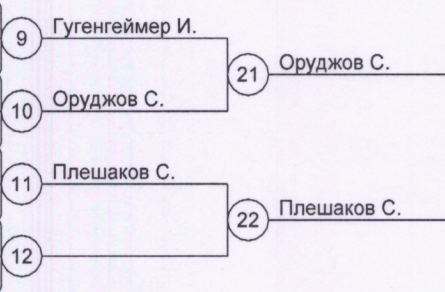 9 Гугенгеймер И.
21 Оруджов С.
10 Оруджов С.
11 Плешаков С.
22 Плешаков С.
12